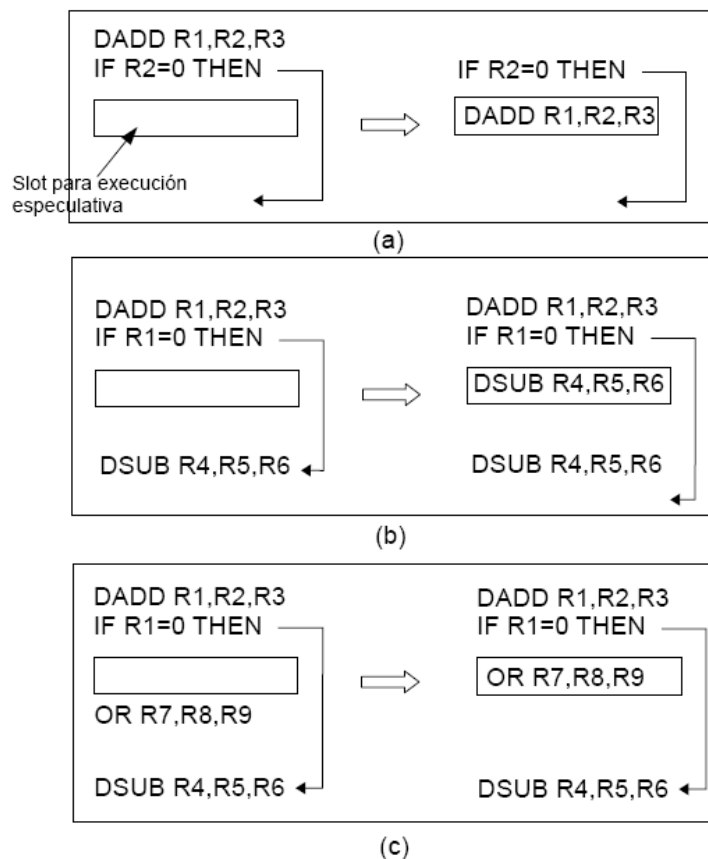 DADD R1,R2,R3
IF R2=0 THEN
Slot para execución
especulativa
IF R2=0 THEN
DADD R1,R2,R3
(a)
DADD R1,R2,R3
IF R1=0 THEN
DSUB R4,R5,R6
DADD R1,R2,R3
IF R1=0 THEN
DSUB R4,R5,R6
DSUB R4,R5,R6
(b)
DADD R1,R2,R3
IF R1=0 THEN
OR R7,R8,R9
DSUB R4,R5,R6
DADD R1,R2,R3
IF R1=0 THEN
OR R7,R8,R9
DSUB R4,R5,R6
(c)